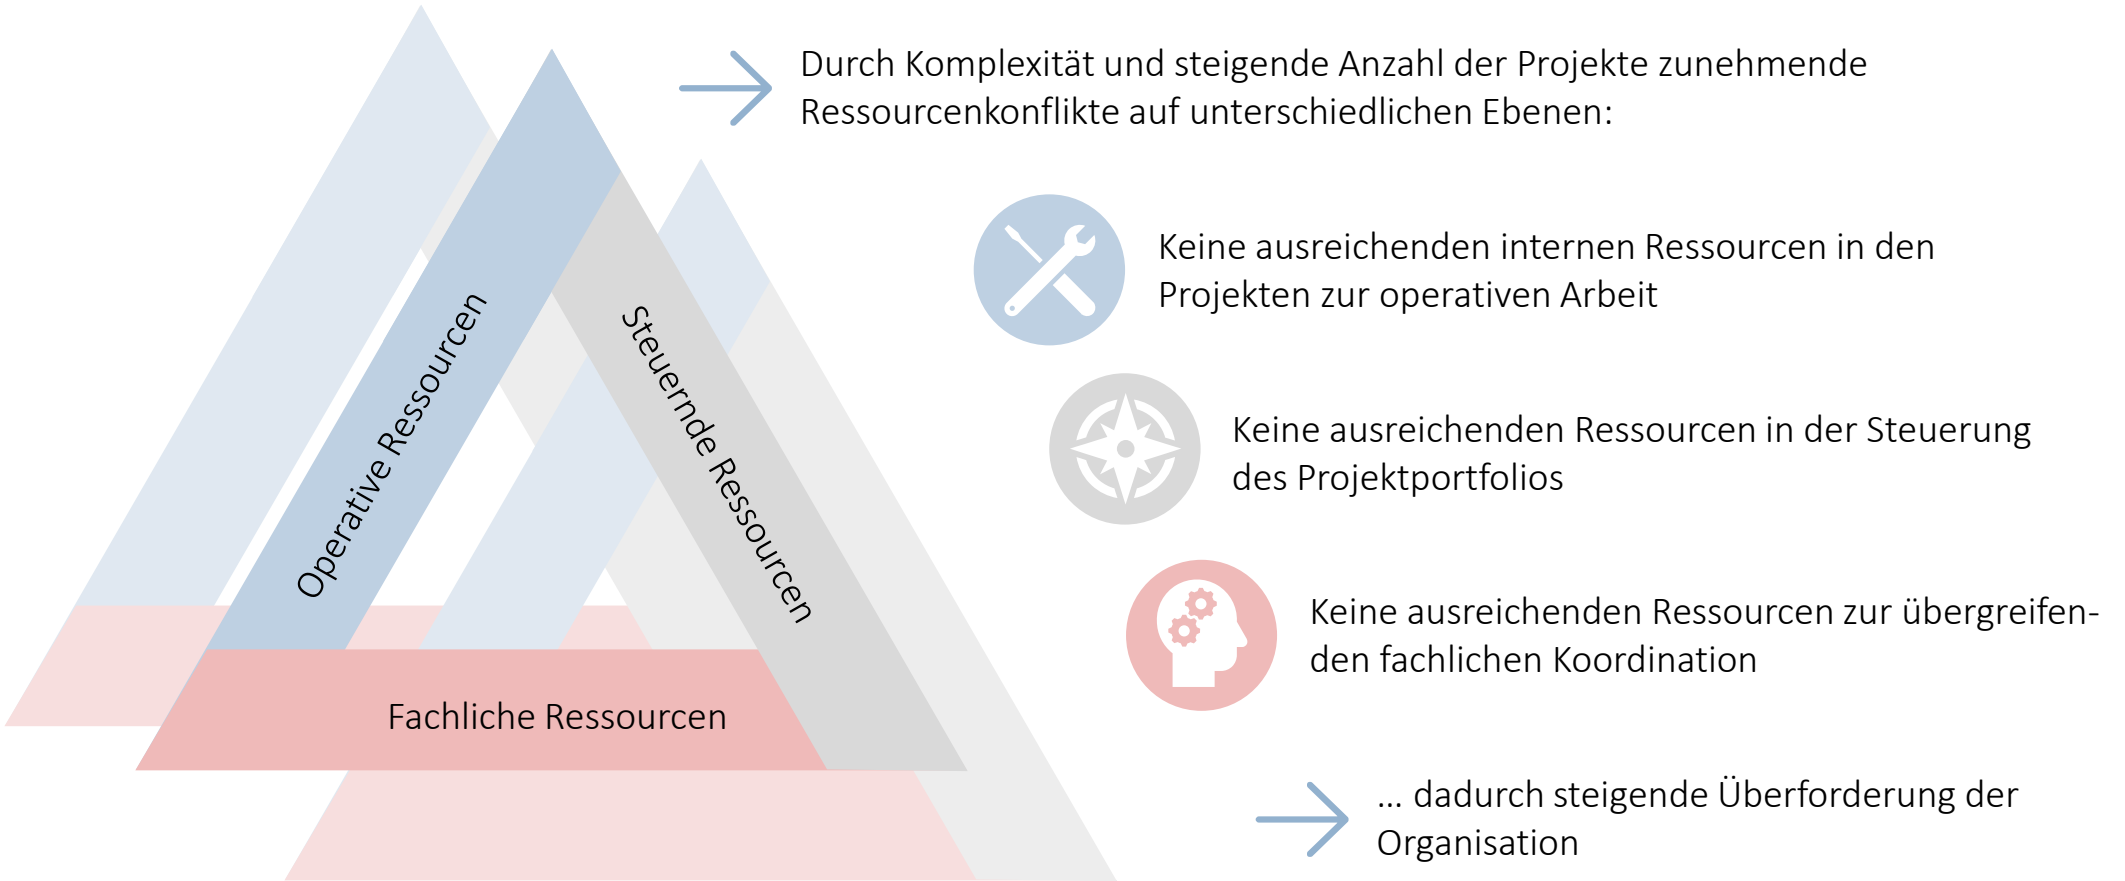 Durch Komplexität und steigende Anzahl der Projekte zunehmende
Ressourcenkonflikte auf unterschiedlichen Ebenen:
Operative Ressourcen
Steuernde Ressourcen
Fachliche Ressourcen
Keine ausreichenden internen Ressourcen in den
Projekten zur operativen Arbeit
Keine ausreichenden Ressourcen in der Steuerung
des Projektportfolios
Keine ausreichenden Ressourcen zur übergreifen-
den fachlichen Koordination
... dadurch steigende Überforderung der
Organisation